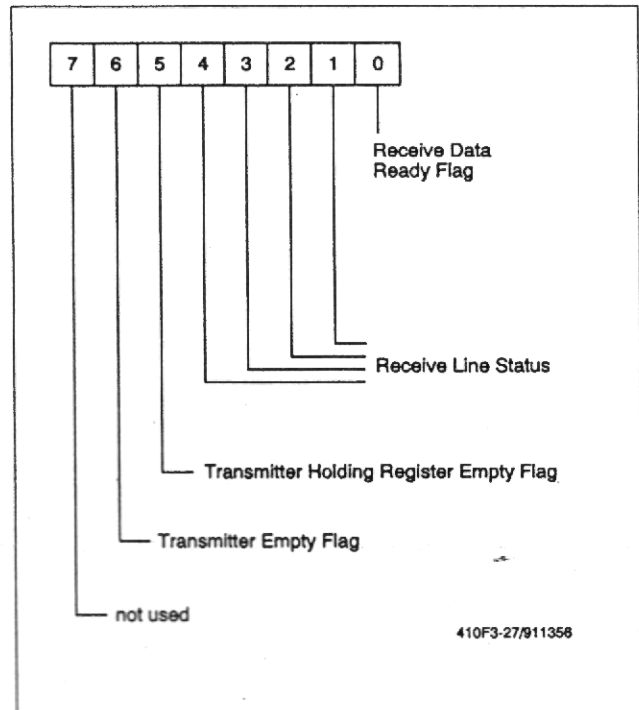 7 6 5 4 3 2 1 0
Receive Data
Ready Flag
Receive Line Status
Transmitter Holding Register Empty Flag
Transmitter Empty Flag
not used
410F3-27/911356